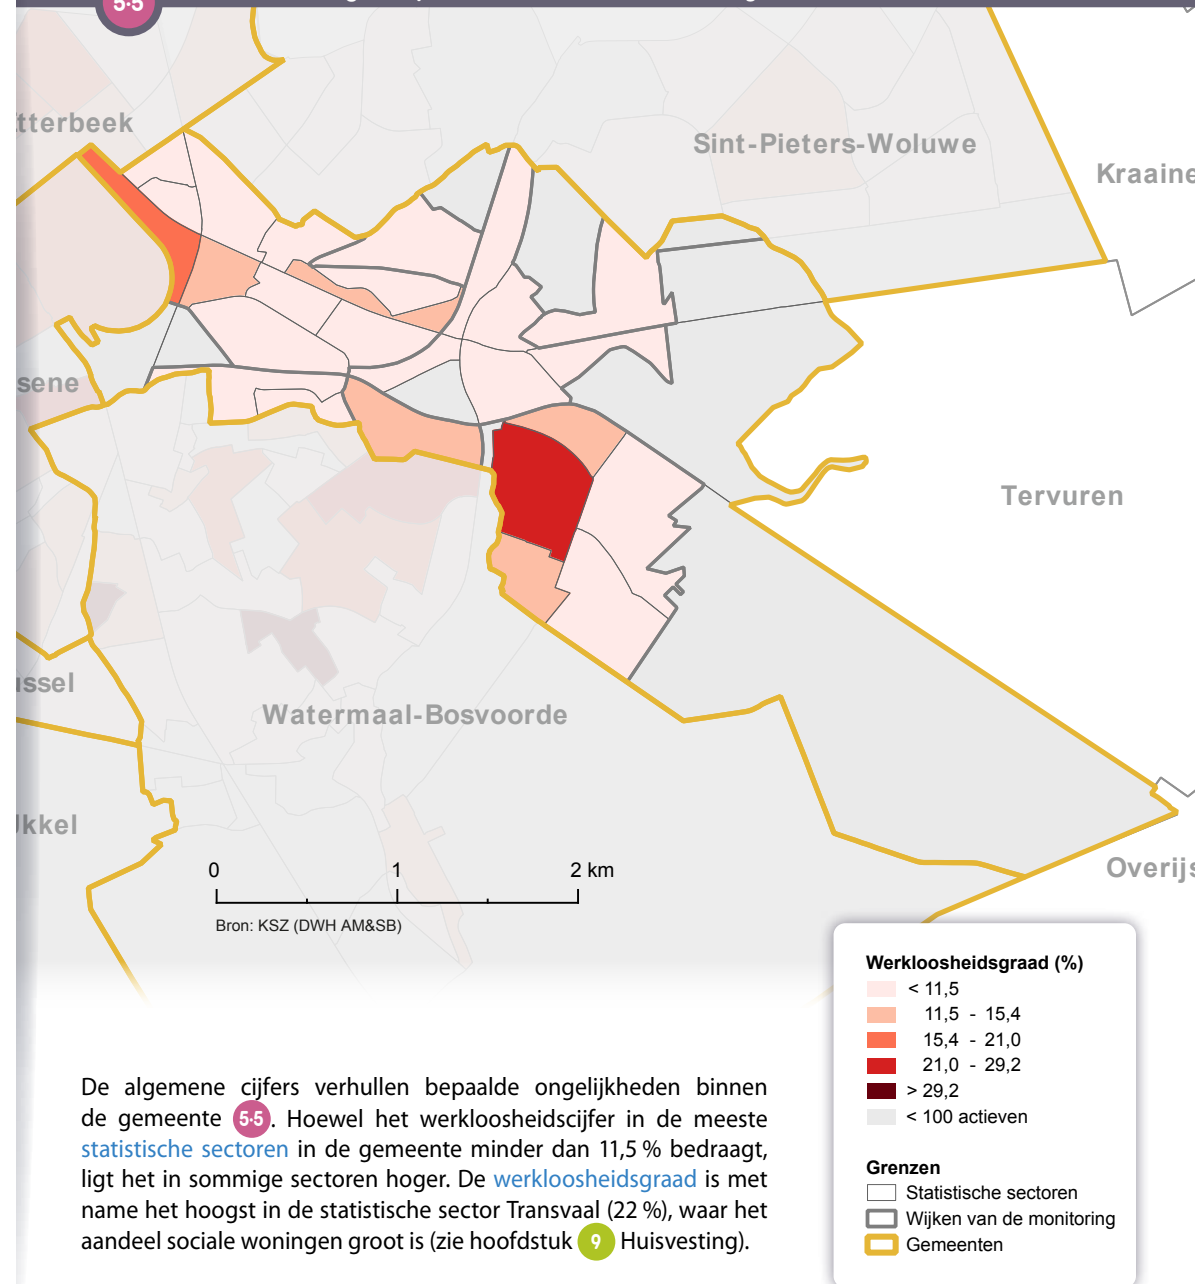 5·5
tterbeek
Sint-Pieters-Woluwe
Kraaine
sene
Tervuren
ssel
Watermaal-Bosvoorde
kkel
Overijs
0 1 2 km
Bron: KSZ (DWH AM&SB)
Werkloosheidsgraad (%)
< 11,5
11,5 - 15,4
15,4 - 21,0
21,0 - 29,2
> 29,2
< 100 actieven
Grenzen
Statistische sectoren
Wijken van de monitoring
Gemeenten
De algemene cijfers verhullen bepaalde ongelijkheden binnen
de gemeente 5·5. Hoewel het werkloosheidscijfer in de meeste
statistische sectoren in de gemeente minder dan 11,5 % bedraagt,
ligt het in sommige sectoren hoger. De werkloosheidsgraad is met
name het hoogst in de statistische sector Transvaal (22 %), waar het
aandeel sociale woningen groot is (zie hoofdstuk 9 Huisvesting).